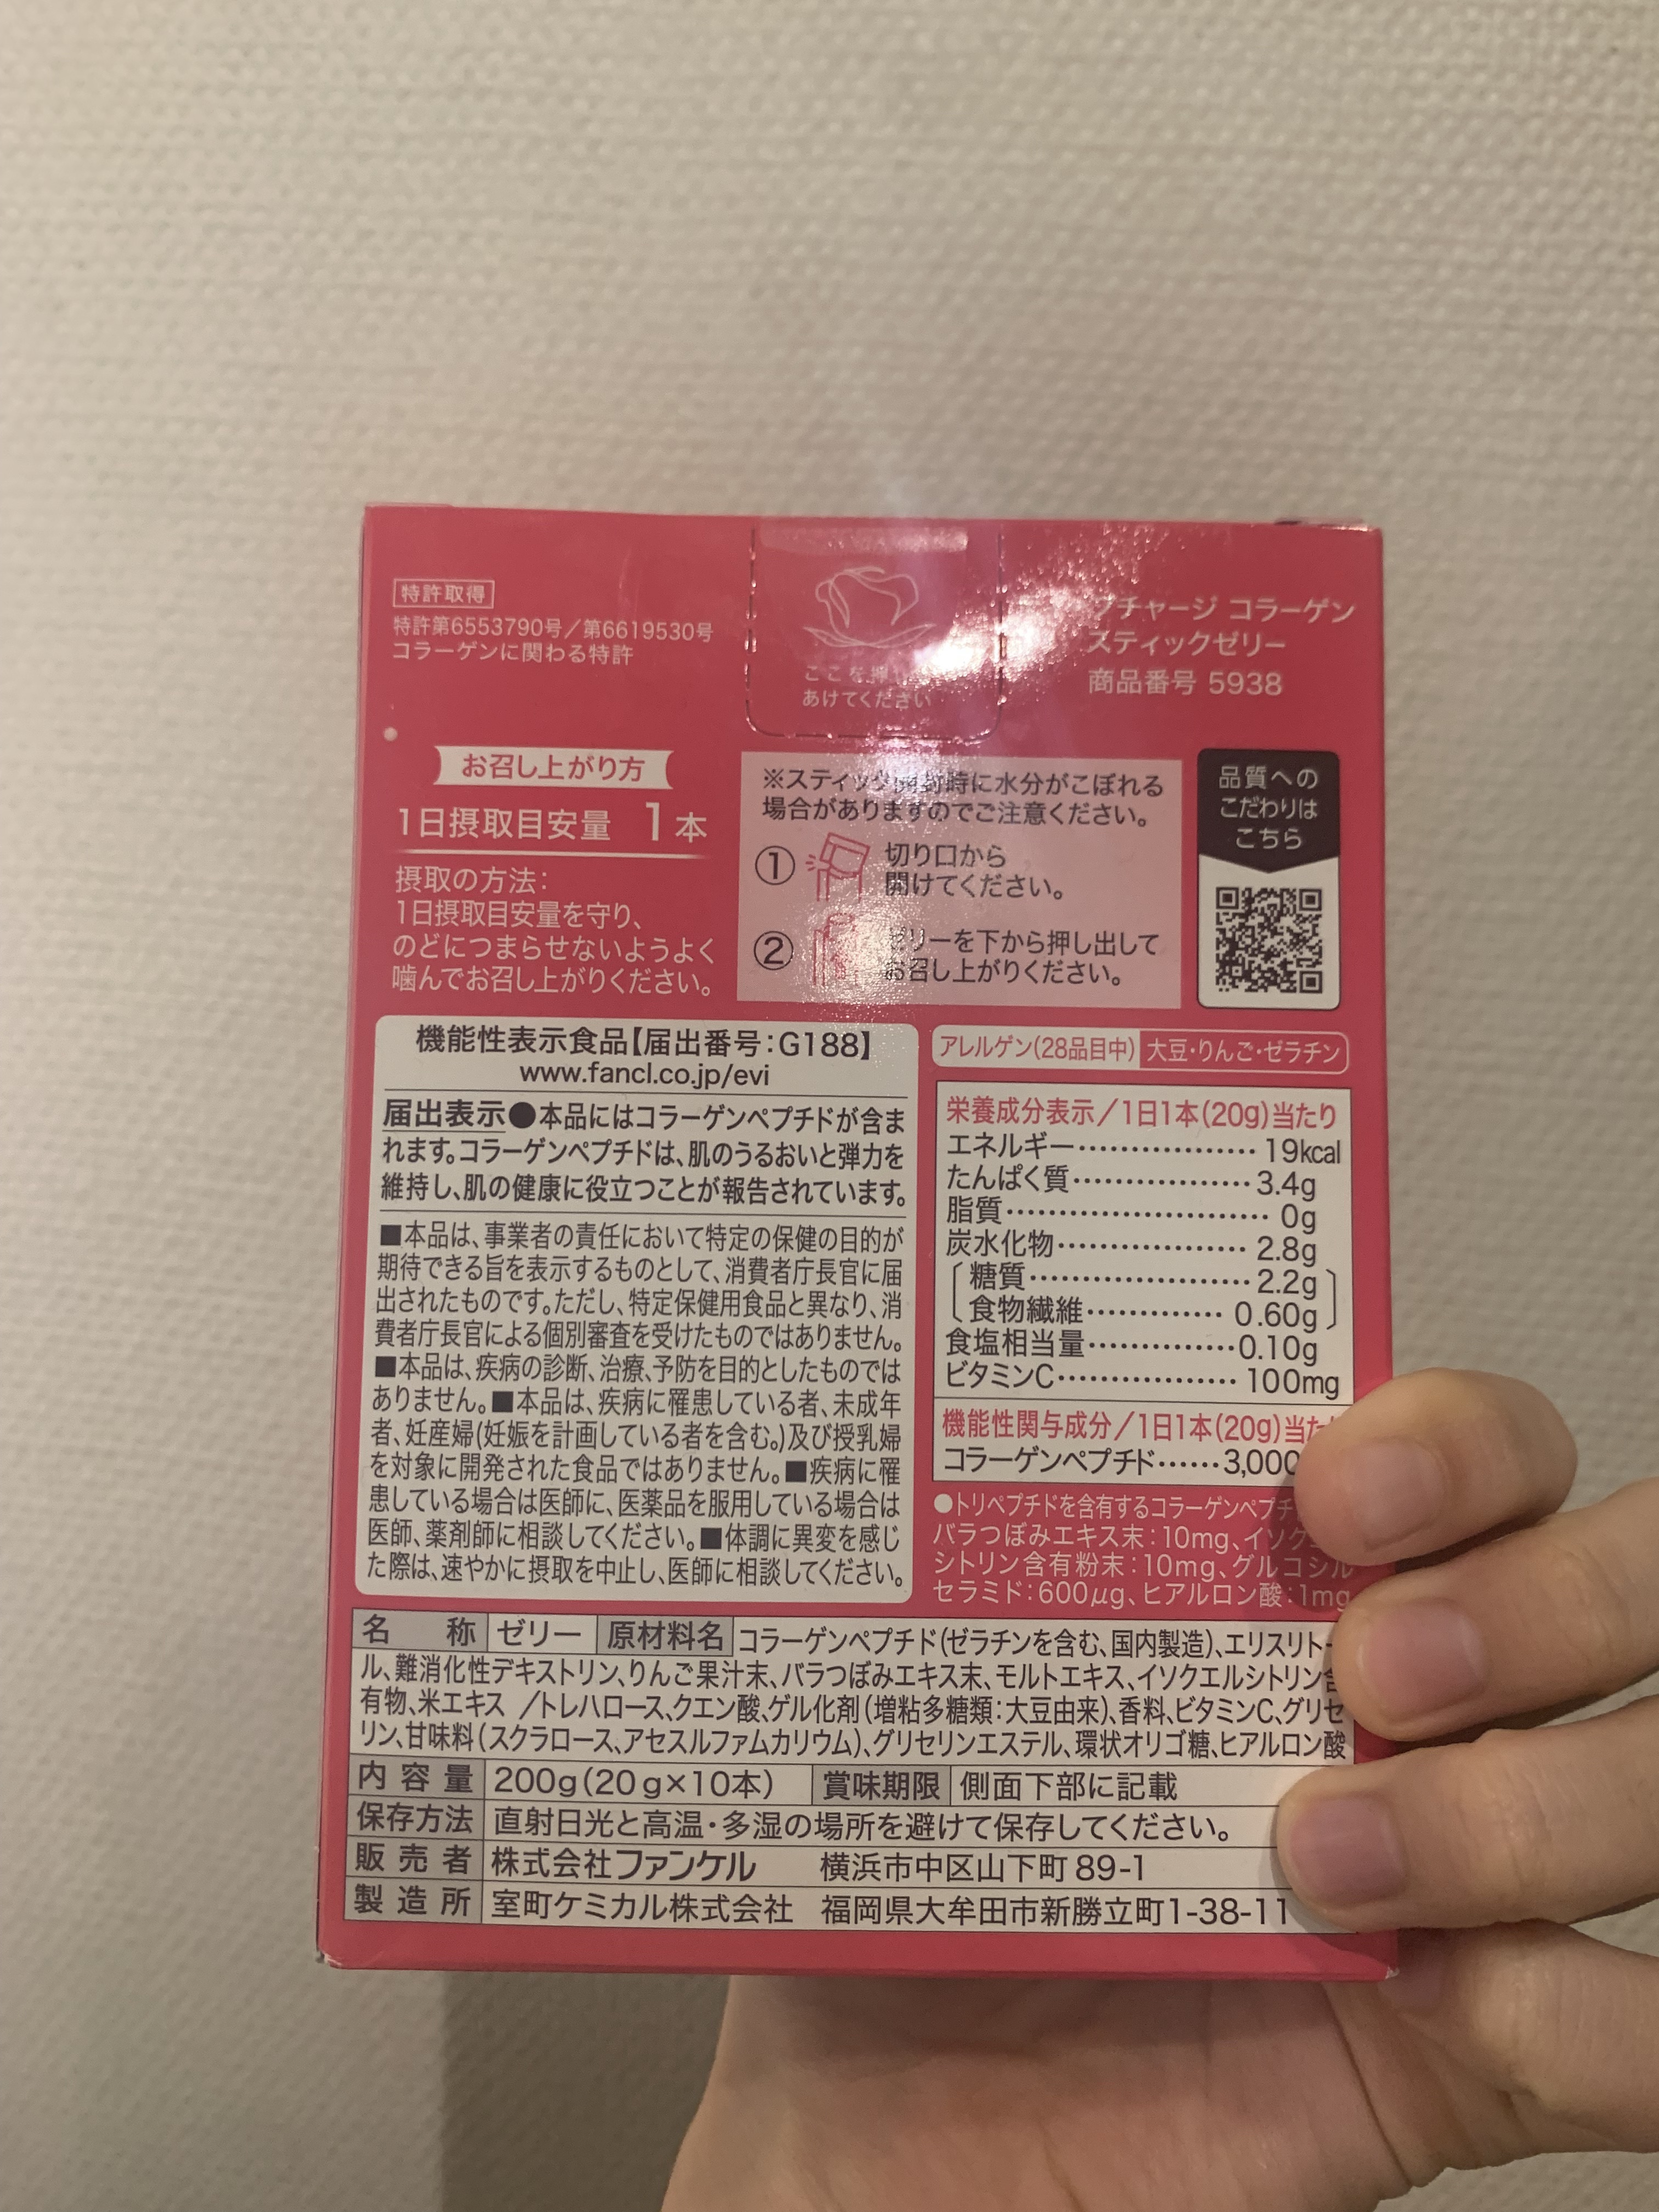 特許取得
特許第6553790号/第6619530号
コラーゲンに関わる特許
ここを
あけてください
チャージ コラーゲン
スティックゼリー
商品番号 5938
お召し上がり方
1日摂取目安量 1本
摂取の方法:
1日摂取目安量を守り、
のどにつまらせないようよく
噛んでお召し上がりください。
※スティック開封時に水分がこぼれる
場合がありますのでご注意ください。
① 切り口から
開けてください。
② ゼリーを下から押し出して
お召し上がりください。
品質への
こだわりは
こちら
機能性表示食品【届出番号:G188】
www.fancl.co.jp/evi
届出表示●本品にはコラーゲンペプチドが含ま
れます。コラーゲンペプチドは、肌のうるおいと弾力を
維持し、肌の健康に役立つことが報告されています。
■本品は、事業者の責任において特定の保健の目的が
期待できる旨を表示するものとして、消費者庁長官に届
出されたものです。ただし、特定保健用食品と異なり、消
費者庁長官による個別審査を受けたものではありません。
■本品は、疾病の診断、治療、予防を目的としたものでは
ありません。■本品は、疾病に罹患している者、未成年
者、妊産婦(妊娠を計画している者を含む。)及び授乳婦
を対象に開発された食品ではありません。■疾病に罹
患している場合は医師に、医薬品を服用している場合は
医師、薬剤師に相談してください。■体調に異変を感じ
た際は、速やかに摂取を中止し、医師に相談してください。
アレルゲン(28品目中) 大豆・りんご・ゼラチン
栄養成分表示/1日1本(20g)当たり
エネルギー………………19kcal
たんぱく質………………3.4g
脂質………………………0g
炭水化物…………………2.8g
糖質……………………2.2g
食物繊維……………0.60g
食塩相当量……………0.10g
ビタミンC………………100mg
機能性関与成分/1日1本(20g)当た
コラーゲンペプチド……3,000
●トリペプチドを含有するコラーゲンペプチ
バラつぼみエキス末:10mg、イソク
シトリン含有粉末:10mg、グルコシル
セラミド:600μg、ヒアルロン酸:1mg
名称 ゼリー 原材料名 コラーゲンペプチド(ゼラチンを含む、国内製造)、エリスリトー
ル、難消化性デキストリン、りんご果汁末、バラつぼみエキス末、モルトエキス、イソクエルシトリン含
有物、米エキス /トレハロース、クエン酸、ゲル化剤(増粘多糖類:大豆由来)、香料、ビタミンC、グリセ
リン、甘味料(スクラロース、アセスルファムカリウム)、グリセリンエステル、環状オリゴ糖、ヒアルロン酸
内容量 200g(20g×10本) 賞味期限 側面下部に記載
保存方法 直射日光と高温・多湿の場所を避けて保存してください。
販売者 株式会社ファンケル 横浜市中区山下町89-1
製造所 室町ケミカル株式会社 福岡県大牟田市新勝立町1-38-11